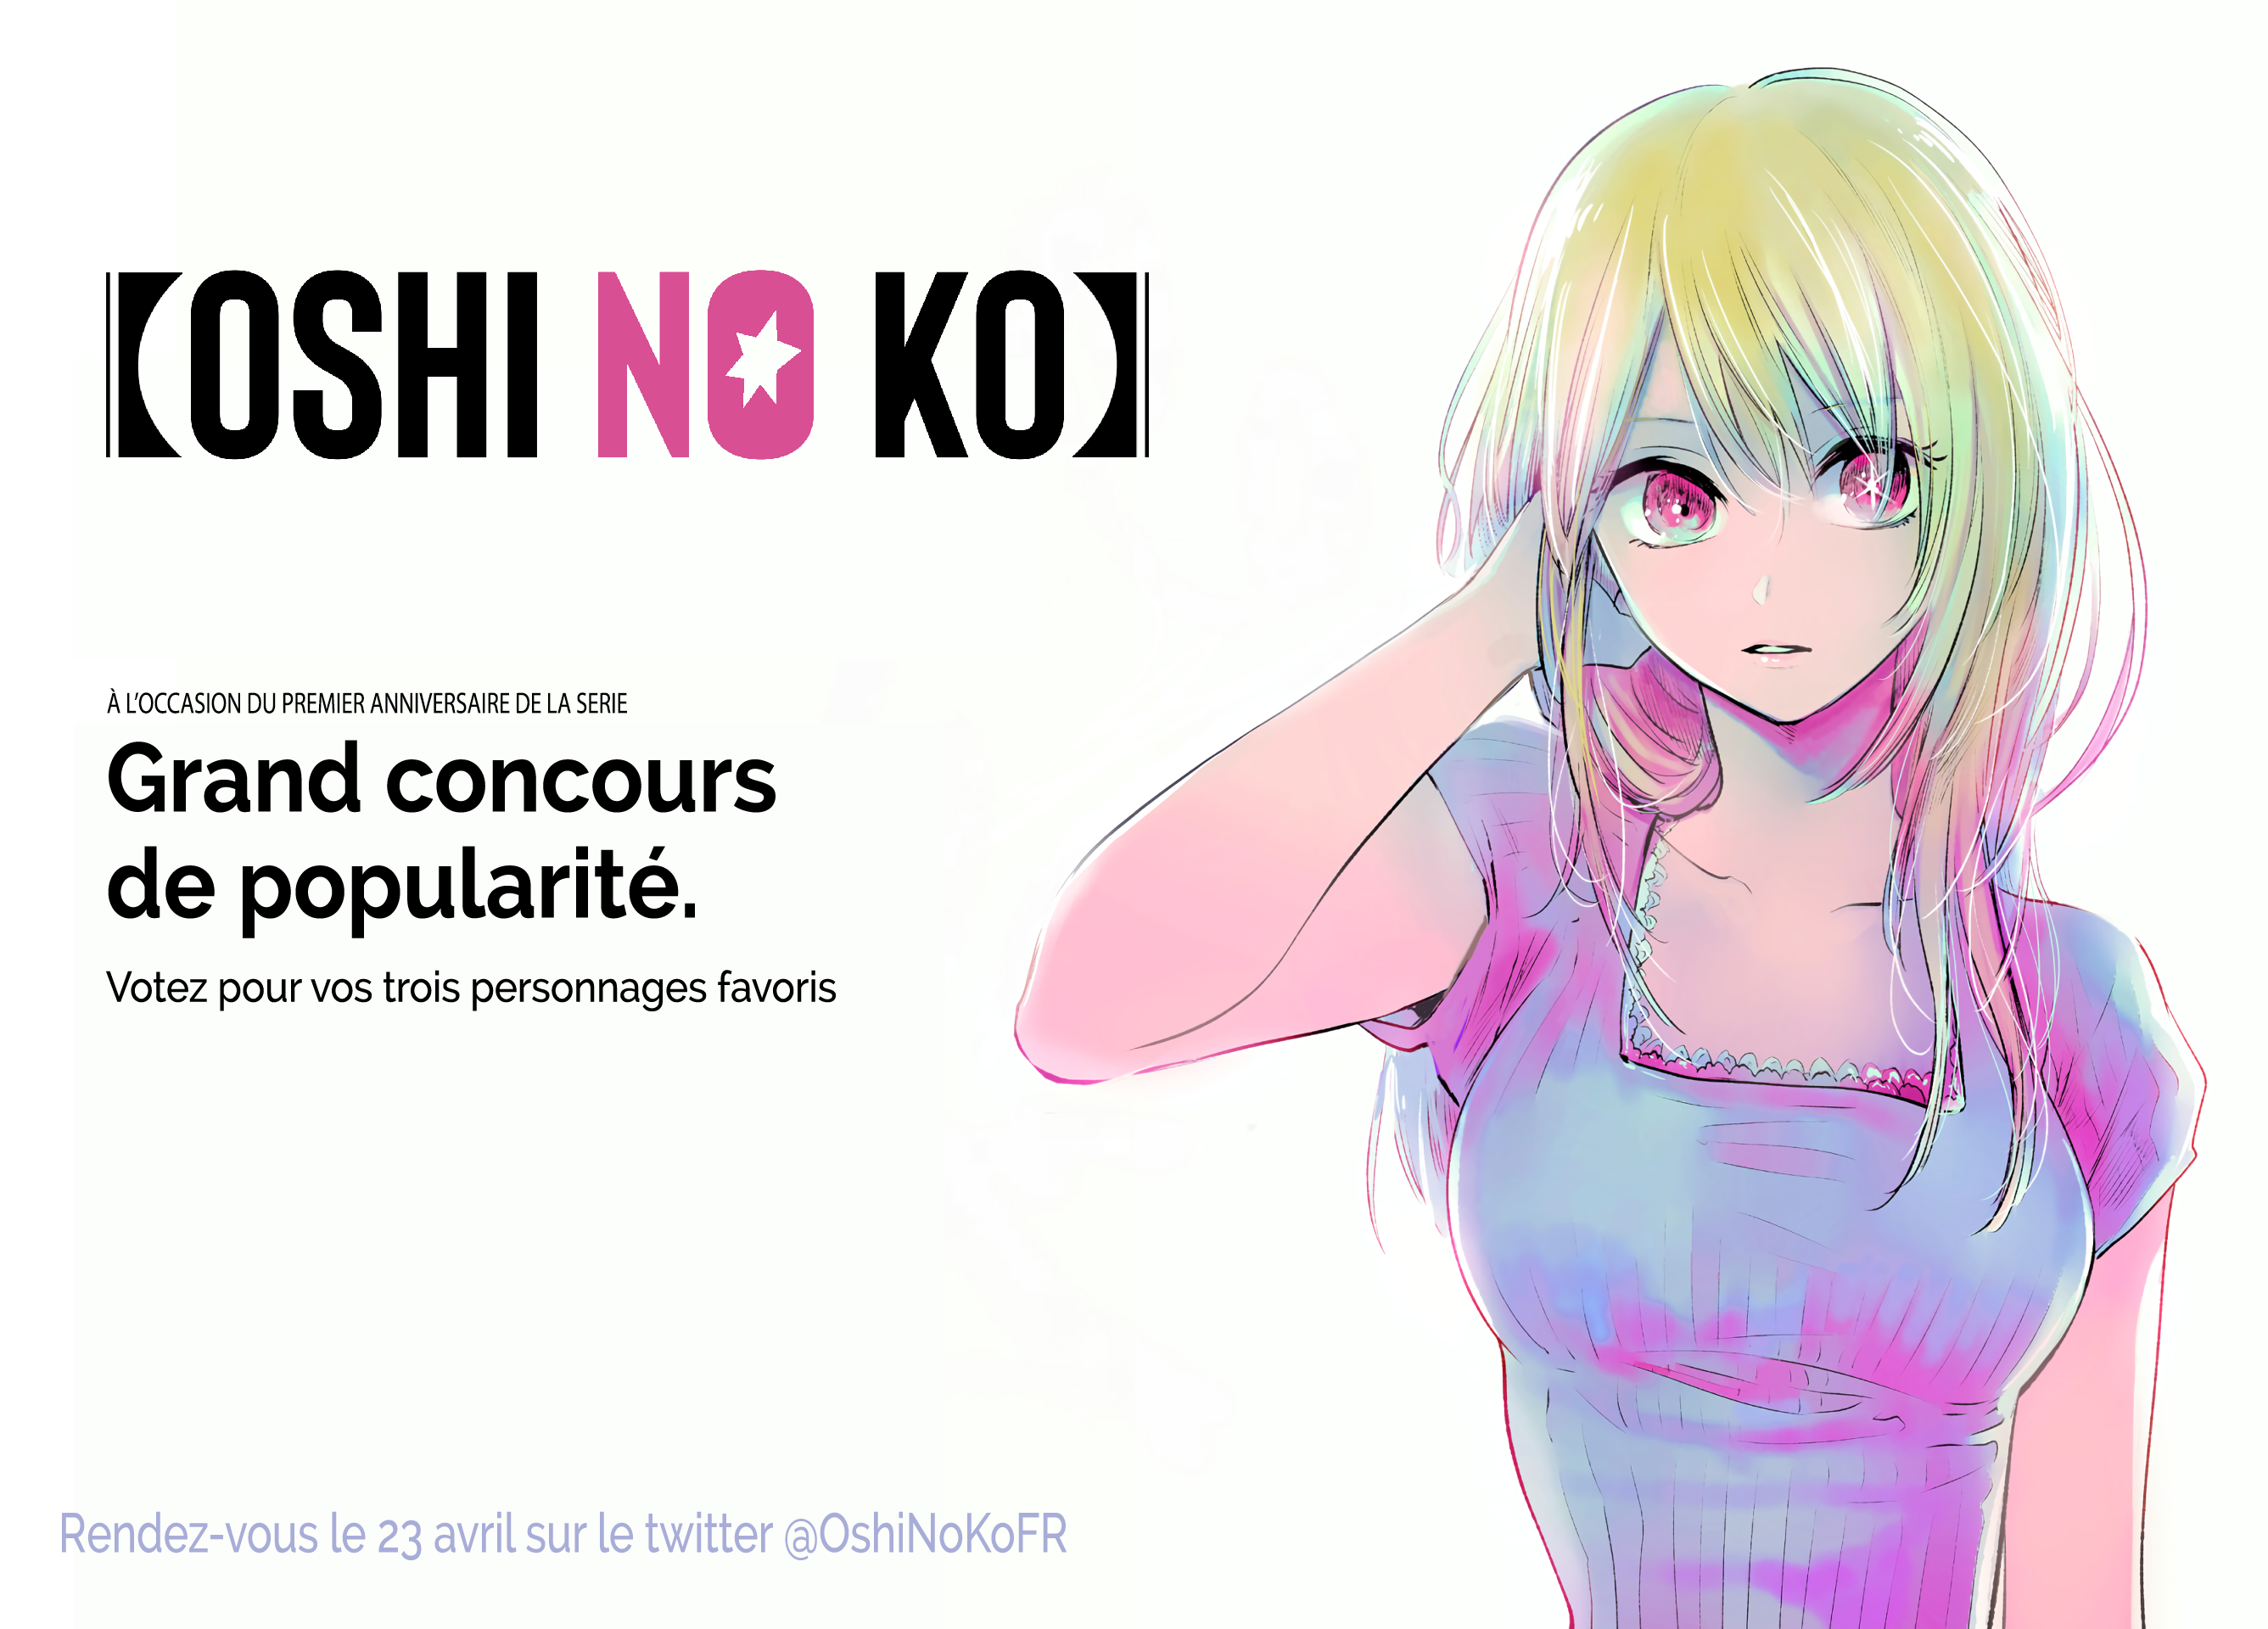 【OSHI NO KO】
À L’OCCASION DU PREMIER ANNIVERSAIRE DE LA SERIE
Grand concours
de popularité.
Votez pour vos trois personnages favoris
Rendez-vous le 23 avril sur le twitter @OshiNoKoFR